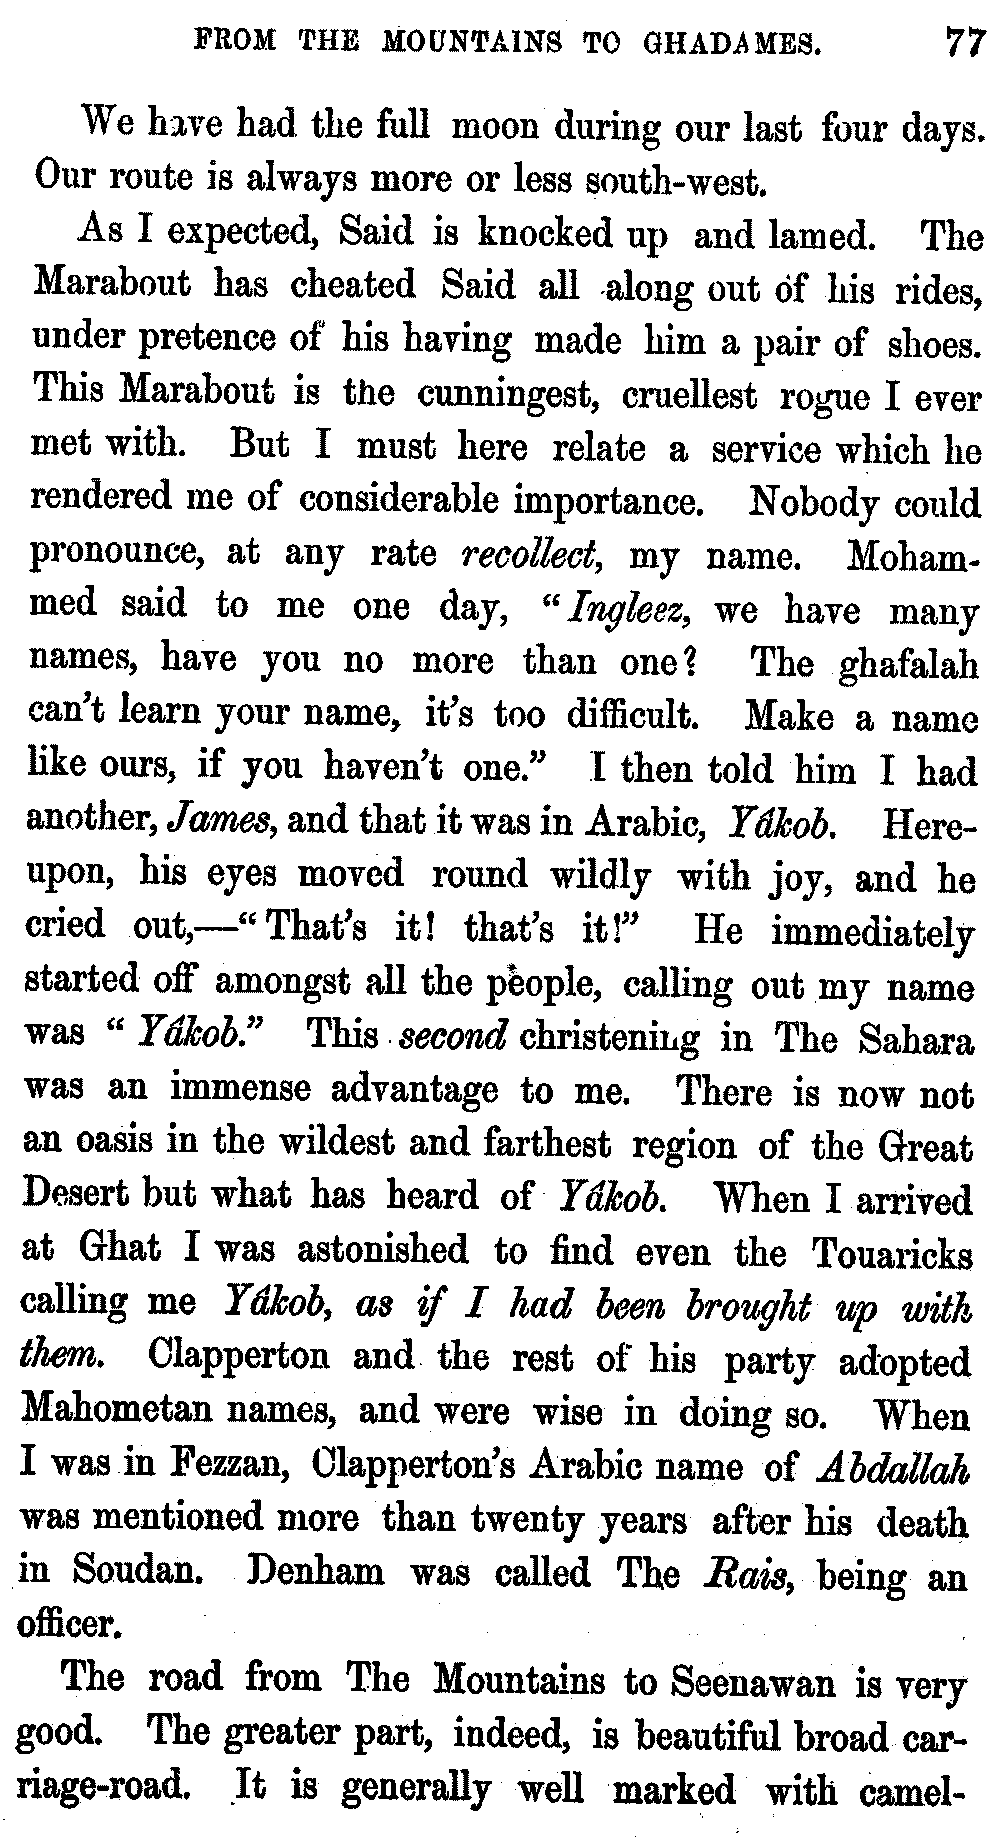 FROM THE MOUNTAINS TO GHADAMES. 77
We have had the full moon during our last four days.
Our route is always more or less south-west.
As I expected, Said is knocked up and lamed. The
Marabout has cheated Said all along out of his rides,
under pretence of his having made him a pair of shoes.
This Marabout is the cunningest, cruellest rogue I ever
met with. But I must here relate a service which he
rendered me of considerable importance. Nobody could
pronounce, at any rate recollect, my name. Moham-
med said to me one day, "Ingleez, we have many
names, have you no more than one? The ghafalah
can't learn your name, it's too difficult. Make a name
like ours, if you haven't one." I then told him I had
another, James, and that it was in Arabic, Yâkob. Here-
upon, his eyes moved round wildly with joy, and he
cried out,—"That's it! that's it!" He immediately
started off amongst all the people, calling out my name
was "Yâkob." This second christening in The Sahara
was an immense advantage to me. There is now not
an oasis in the wildest and farthest region of the Great
Desert but what has heard of Yâkob. When I arrived
at Ghat I was astonished to find even the Touaricks
calling me Yâkob, as if I had been brought up with
them. Clapperton and the rest of his party adopted
Mahometan names, and were wise in doing so. When
I was in Fezzan, Clapperton's Arabic name of Abdallah
was mentioned more than twenty years after his death
in Soudan. Denham was called The Rais, being an
officer.
The road from The Mountains to Seenawan is very
good. The greater part, indeed, is beautiful broad car-
riage-road. It is generally well marked with camel-